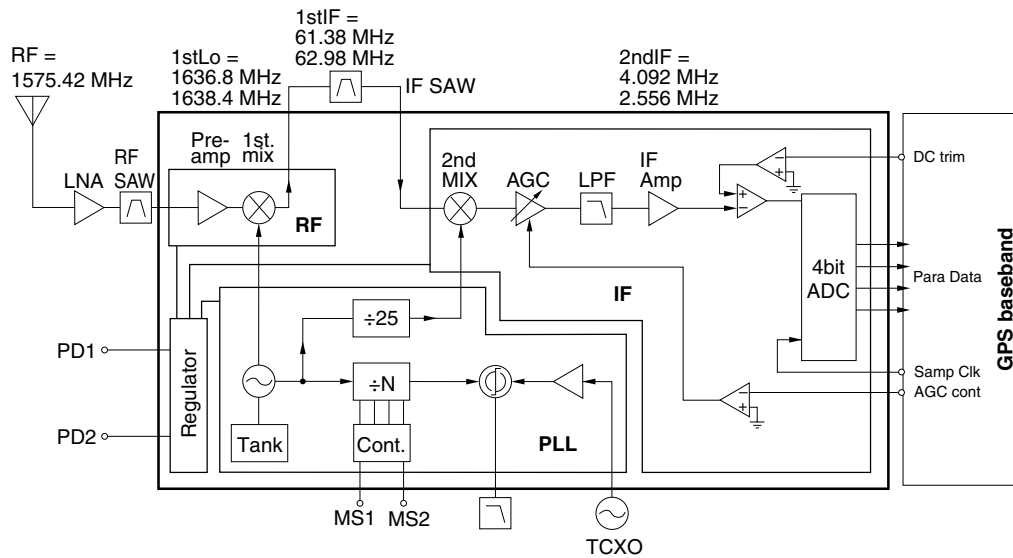 1stIF =
61.38 MHz
62.98 MHz
RF =
1575.42 MHz
1stLo =
1636.8 MHz
1638.4 MHz
2ndIF =
4.092 MHz
2.556 MHz
IF SAW
Pre-
amp
1st.
mix
RF
SAW
LNA
RF
2nd
MIX
AGC
LPF
IF
Amp
DC trim
4bit
ADC
Para Data
GPS baseband
IF
÷25
PD1
Regulator
÷N
Samp Clk
AGC cont
PD2
Tank
Cont.
PLL
MS1
MS2
TCXO